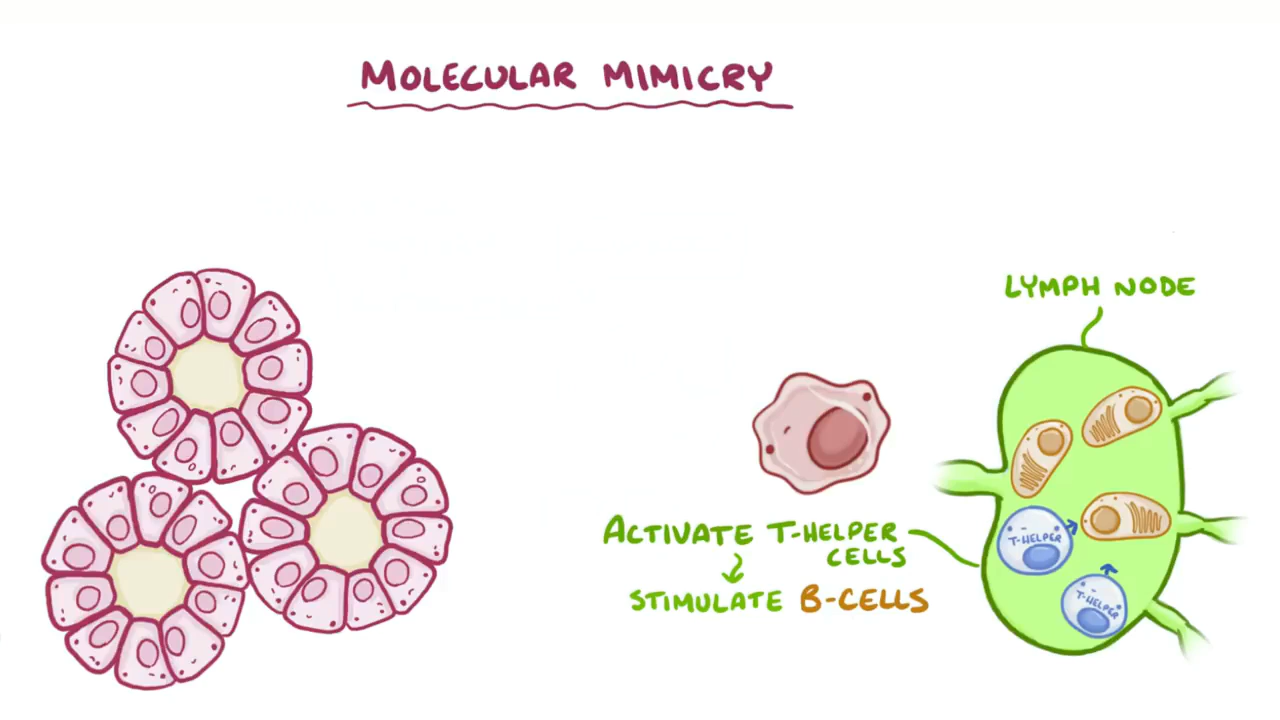 MOLECULAR MIMICRY
LYMPH NODE
ACTIVATE T-HELPER
CELLS
STIMULATE B-CELLS
T-HELPER
T-HELPER